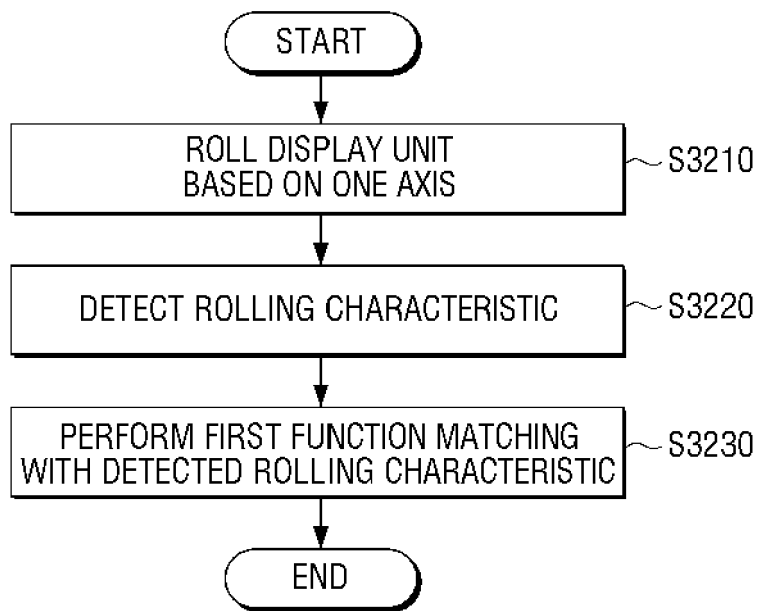 START
ROLL DISPLAY UNIT
BASED ON ONE AXIS
S3210
DETECT ROLLING CHARACTERISTIC
S3220
PERFORM FIRST FUNCTION MATCHING
WITH DETECTED ROLLING CHARACTERISTIC
S3230
END